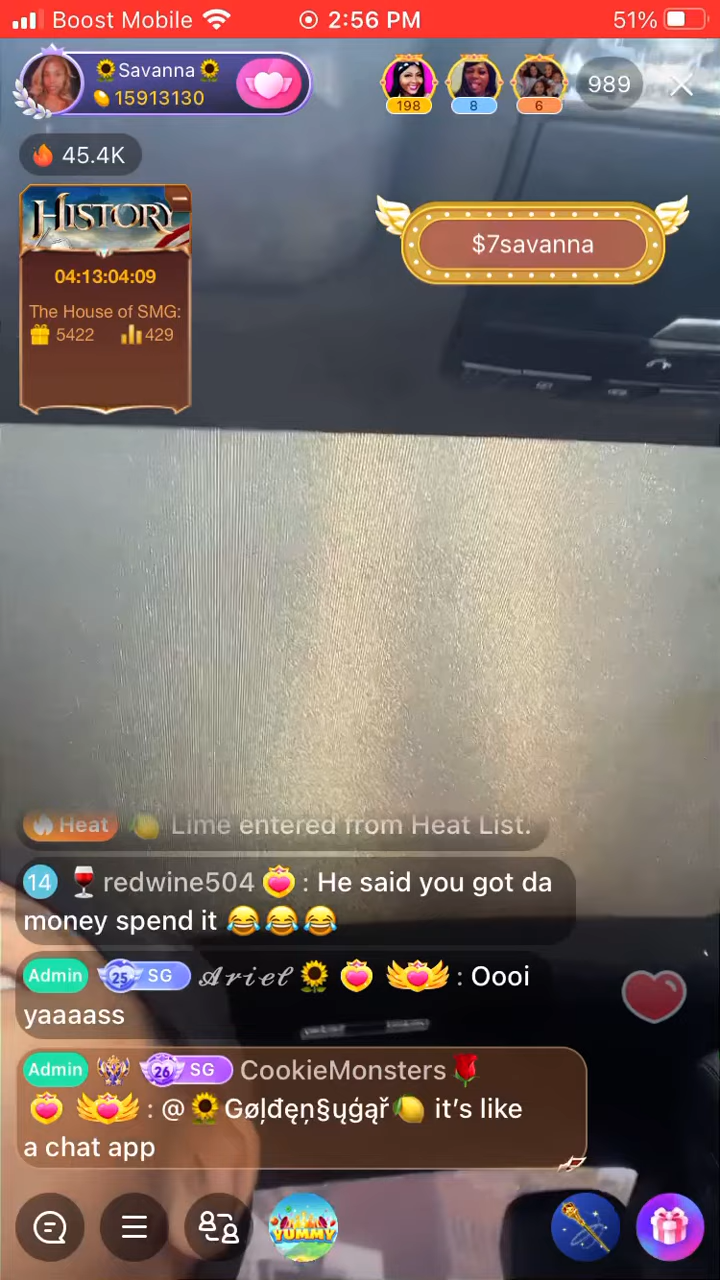 Boost Mobile 2:56 PM 51%
🌻Savanna🌻
15913130
198 8 6 989
45.4K
HISTORY
04:13:04:09
The House of SMG:
5422 429
$7savanna
Heat 🍋 Lime entered from Heat List.
14 🍷redwine504 : He said you got da
money spend it 😂😂😂
Admin 25 SG 𝓐𝓻𝓲𝓮𝓵🌻 : Oooi
yaaaass
Admin 26 SG CookieMonsters🌹
: @🌻Gøļđęņ§ųģąř🍋 it’s like
a chat app
YUMMY